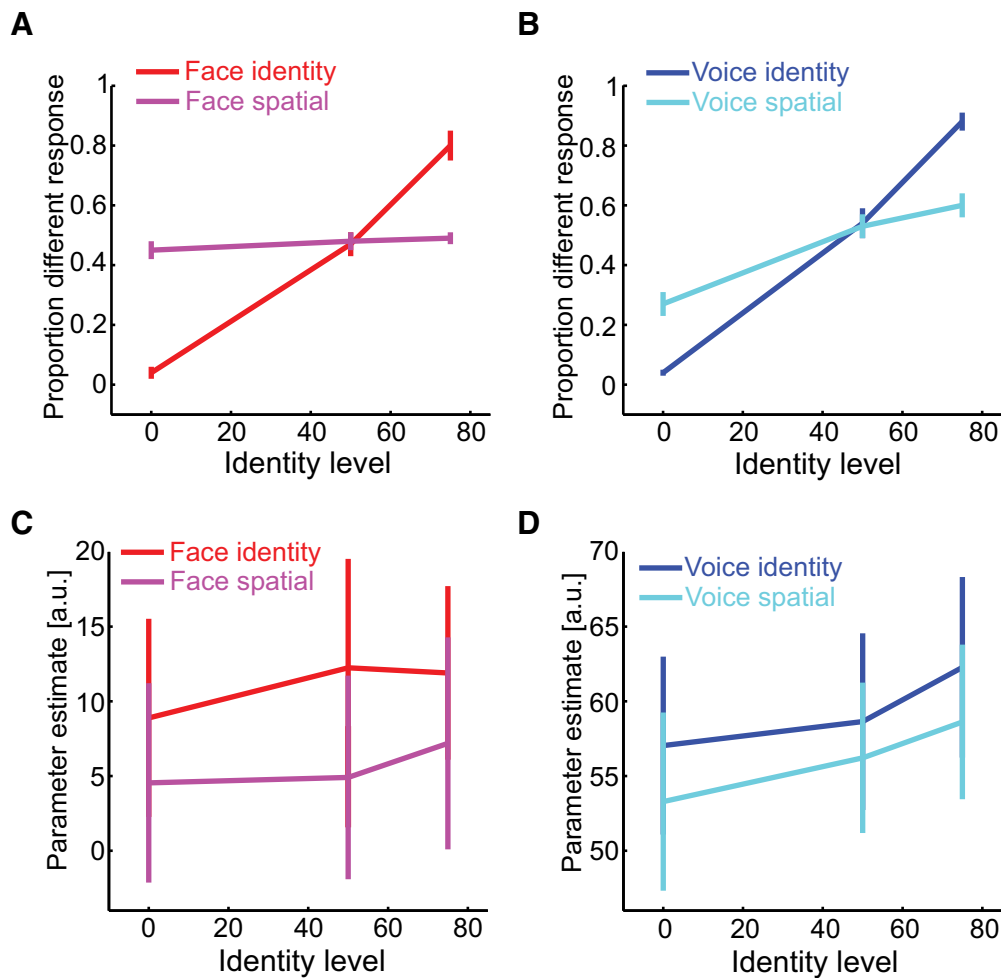 A
Face identity
Face spatial
Proportion different response
1
0.8
0.6
0.4
0.2
0
0 20 40 60 80
Identity level
B
Voice identity
Voice spatial
Proportion different response
1
0.8
0.6
0.4
0.2
0
0 20 40 60 80
Identity level
C
Face identity
Face spatial
Parameter estimate [a.u.]
20
15
10
5
0
0 20 40 60 80
Identity level
D
Voice identity
Voice spatial
Parameter estimate [a.u.]
70
65
60
55
50
0 20 40 60 80
Identity level